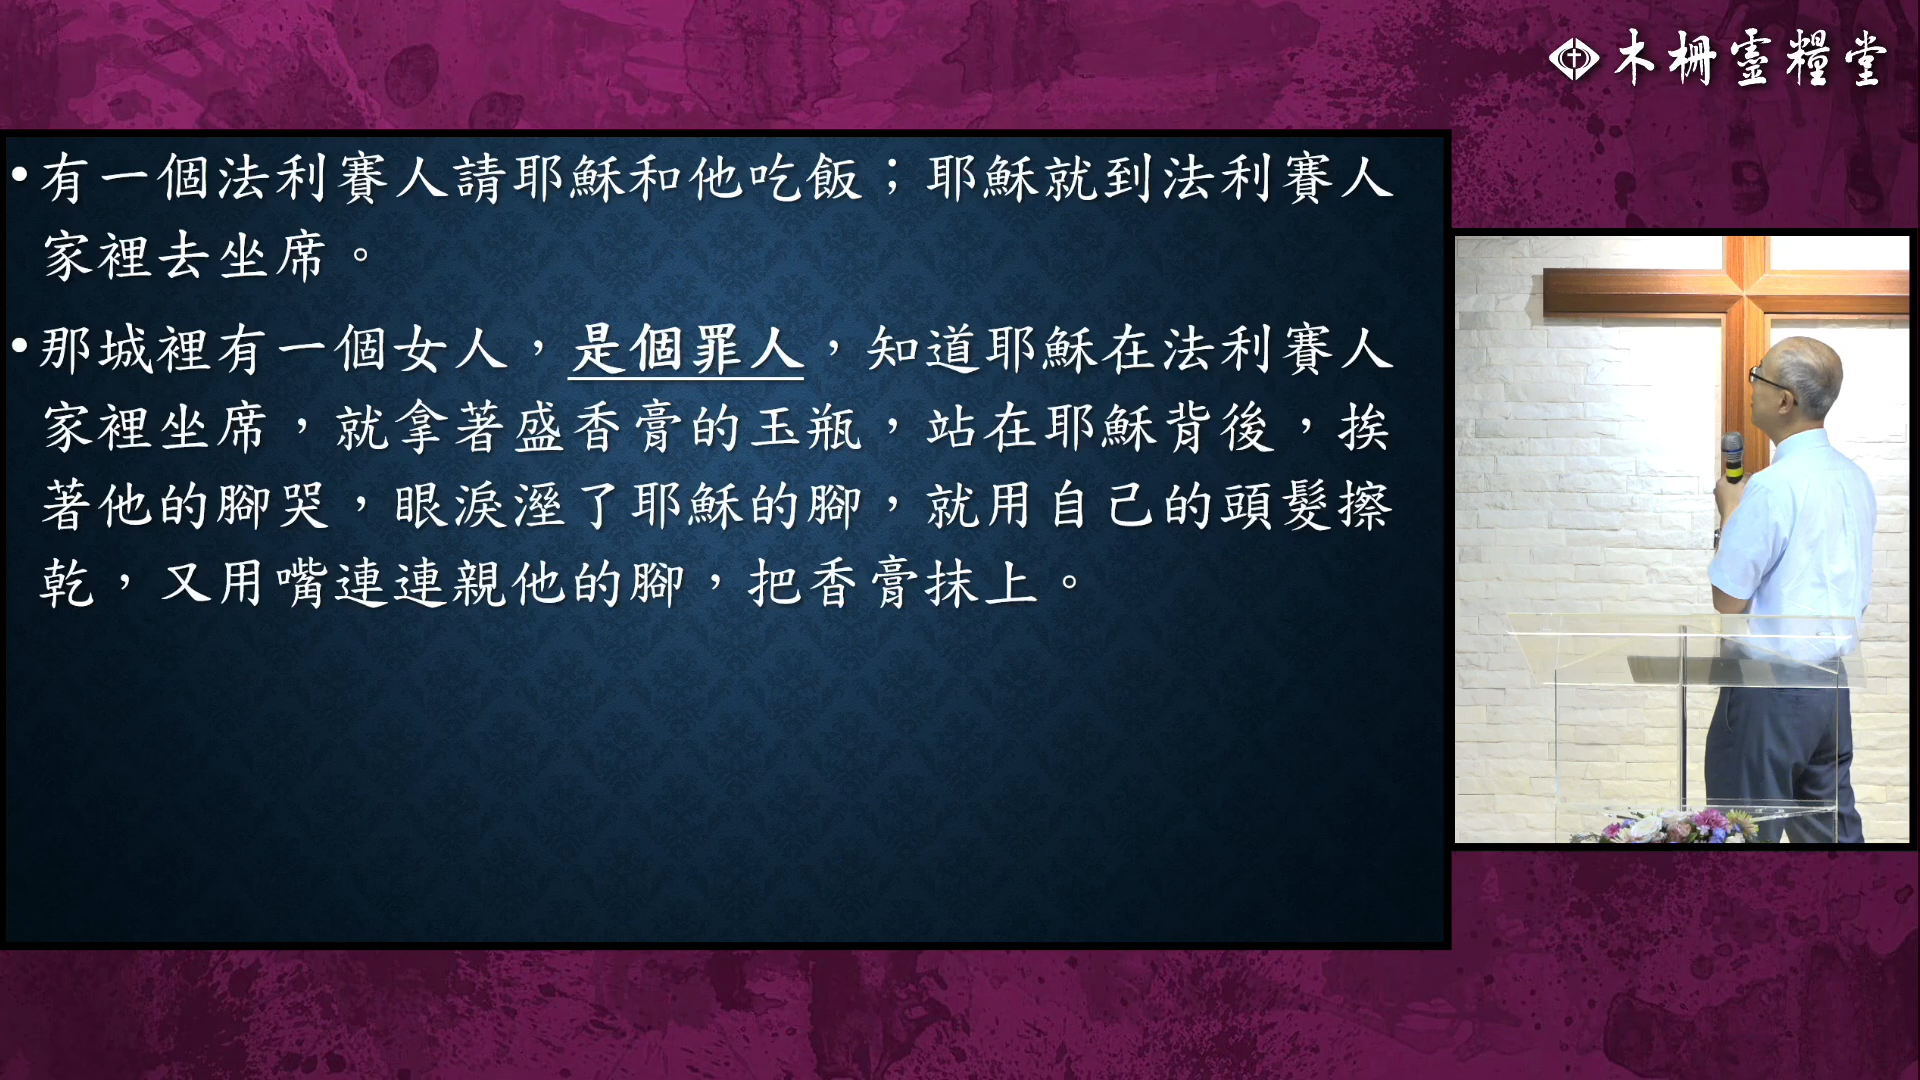 木柵靈糧堂
•有一個法利賽人請耶穌和他吃飯；耶穌就到法利賽人
家裡去坐席。
•那城裡有一個女人，是個罪人，知道耶穌在法利賽人
家裡坐席，就拿著盛香膏的玉瓶，站在耶穌背後，挨
著他的腳哭，眼淚溼了耶穌的腳，就用自己的頭髮擦
乾，又用嘴連連親他的腳，把香膏抹上。